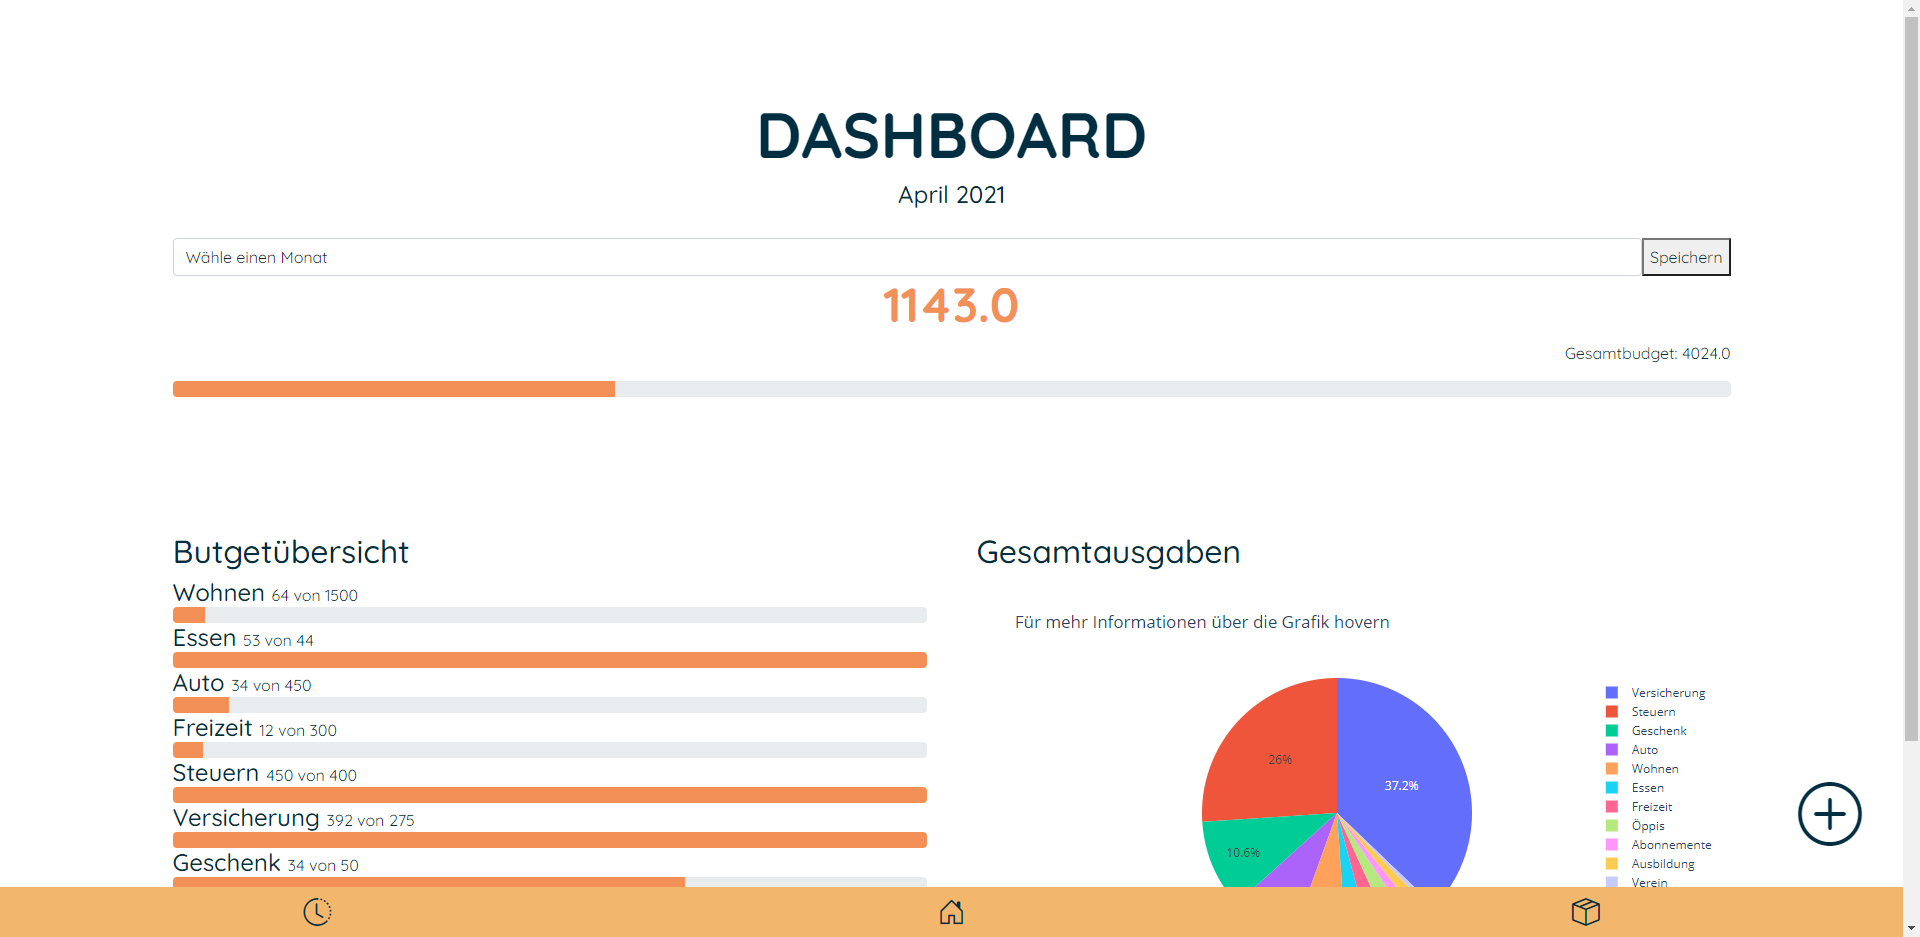 DASHBOARD
April 2021
Wähle einen Monat
Speichern
1143.0
Gesamtbudget: 4024.0
Butgetübersicht
Wohnen 64 von 1500
Essen 53 von 44
Auto 34 von 450
Freizeit 12 von 300
Steuern 450 von 400
Versicherung 392 von 275
Geschenk 34 von 50
Gesamtausgaben
Für mehr Informationen über die Grafik hovern
26%
37.2%
10.6%
Versicherung
Steuern
Geschenk
Auto
Wohnen
Essen
Freizeit
Öppis
Abonnemente
Ausbildung
Verein